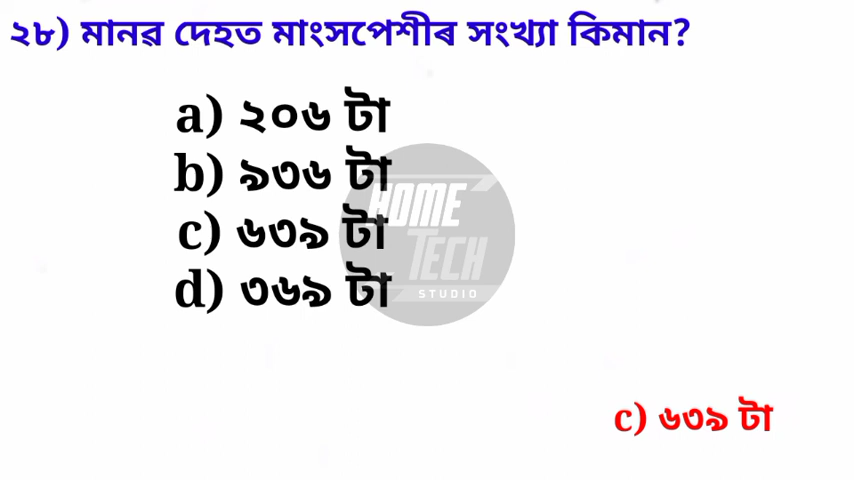 ২৮) মানৱ দেহত মাংসপেশীৰ সংখ্যা কিমান?
a) ২০৬ টা
b) ৯৩৬ টা
c) ৬৩৯ টা
d) ৩৬৯ টা
HOME
TECH
STUDIO
c) ৬৩৯ টা